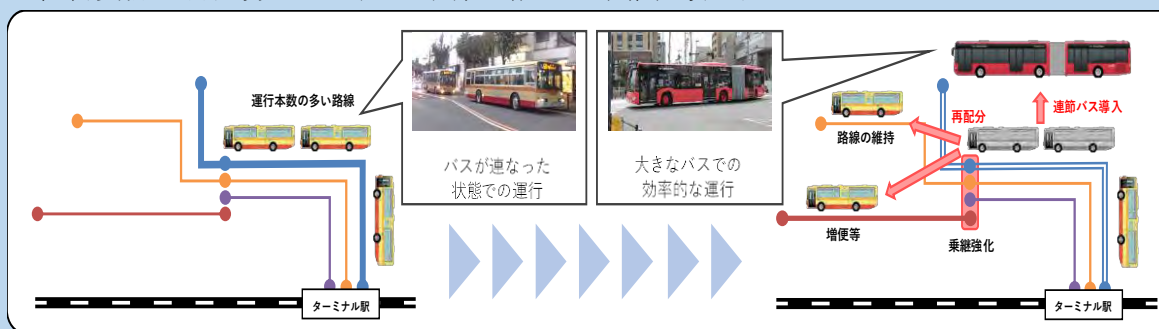 運行本数の多い路線
ターミナル駅
バスが連なった
状態での運行
大きなバスでの
効率的な運行
連節バス導入
再配分
路線の維持
増便等
乗継強化
ターミナル駅